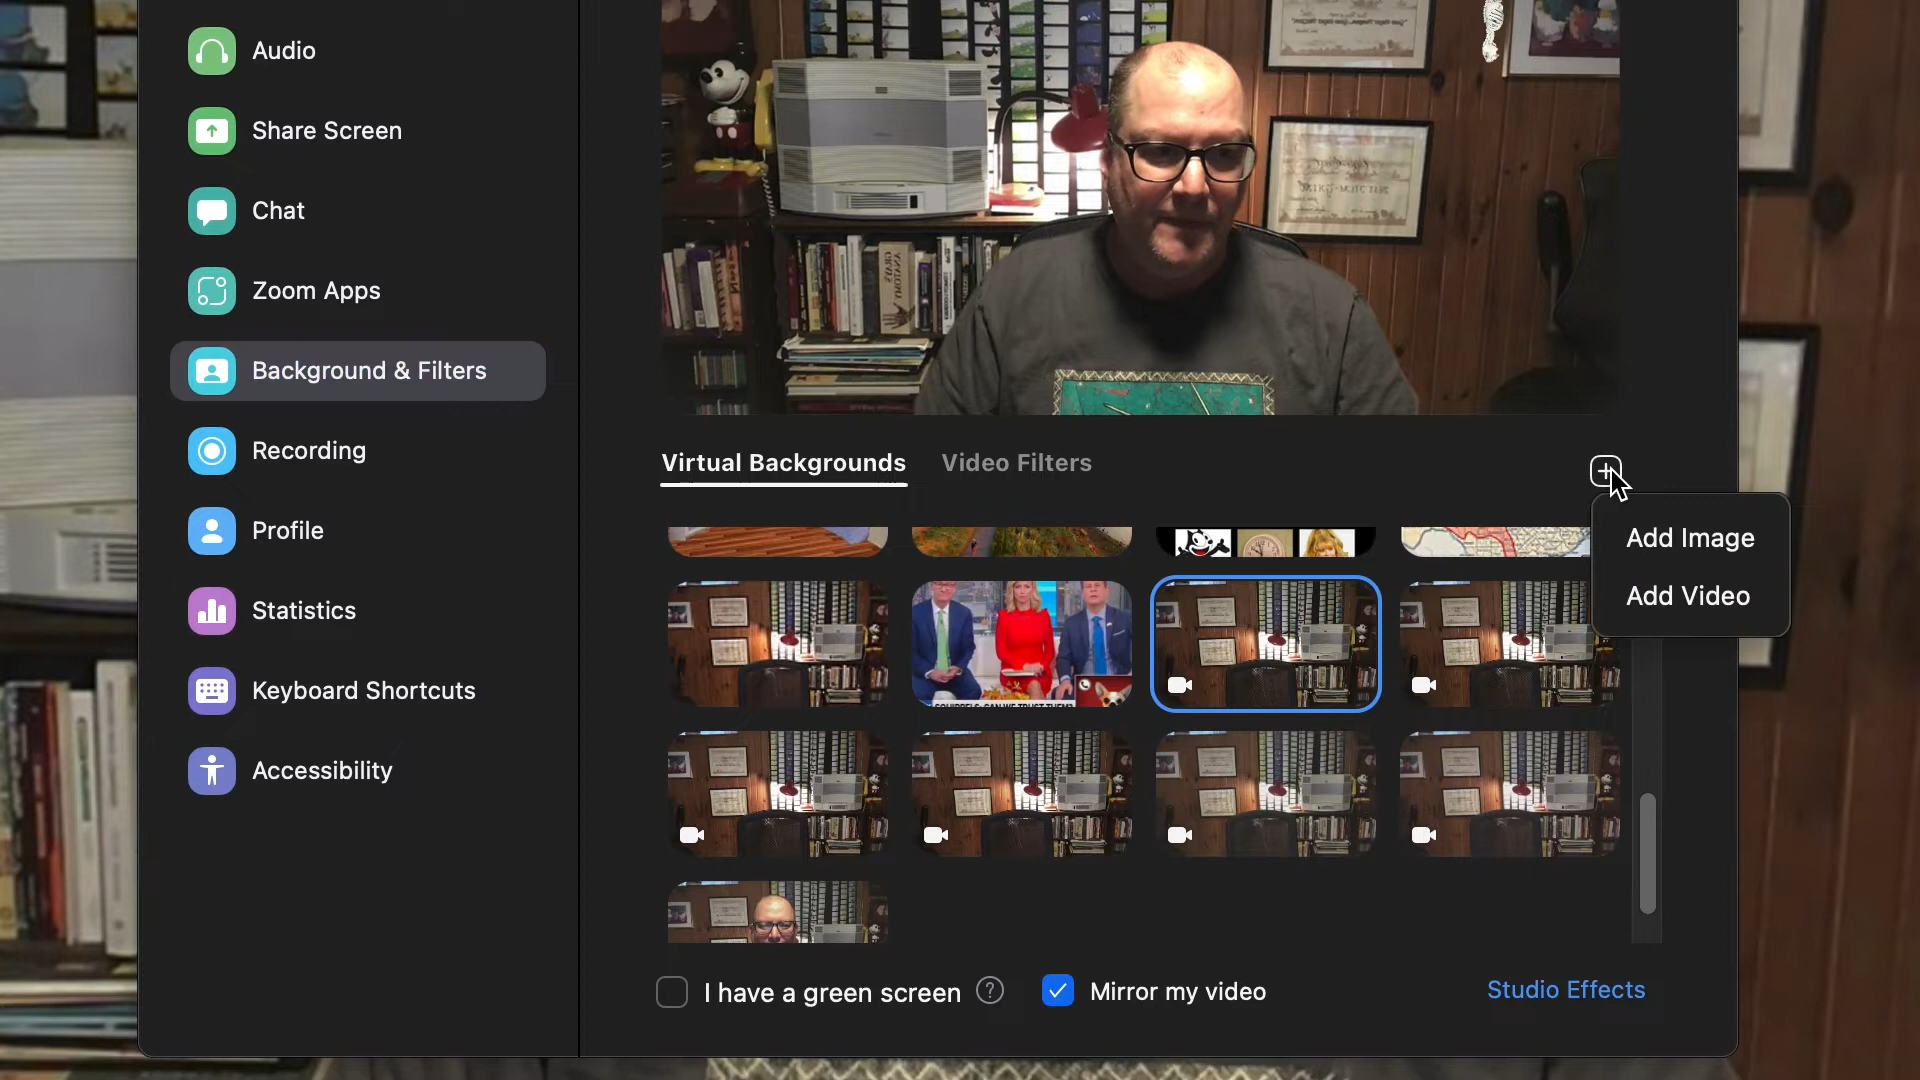 Audio
Share Screen
Chat
Zoom Apps
Background & Filters
Recording
Profile
Statistics
Keyboard Shortcuts
Accessibility
Virtual Backgrounds
Video Filters
Add Image
Add Video
I have a green screen ?
Mirror my video
Studio Effects